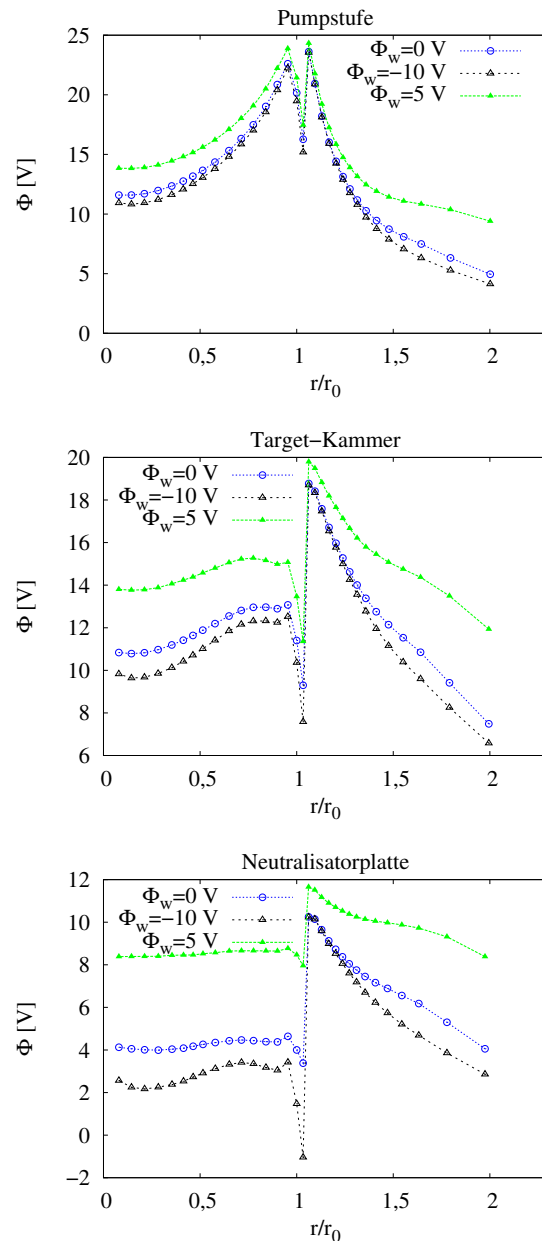 Pumpstufe
Φw=0 V
Φw=−10 V
Φw=5 V
30
25
20
15
10
5
0
Φ [V]
0 0,5 1 1,5 2
r/r0
Target−Kammer
Φw=0 V
Φw=−10 V
Φw=5 V
20
18
16
14
12
10
8
6
Φ [V]
0 0,5 1 1,5 2
r/r0
Neutralisatorplatte
Φw=0 V
Φw=−10 V
Φw=5 V
12
10
8
6
4
2
0
−2
Φ [V]
0 0,5 1 1,5 2
r/r0